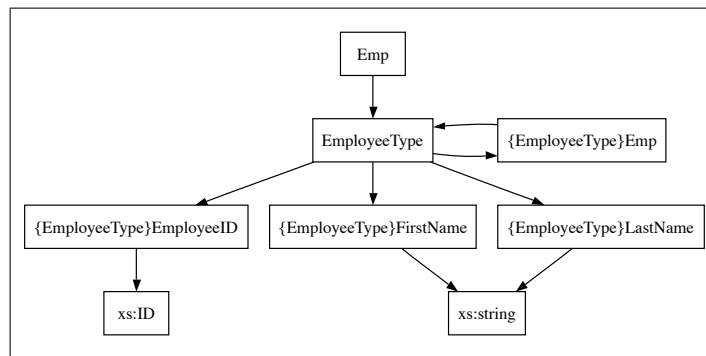 Emp
EmployeeType
{EmployeeType}Emp
{EmployeeType}EmployeeID
{EmployeeType}FirstName
{EmployeeType}LastName
xs:ID
xs:string